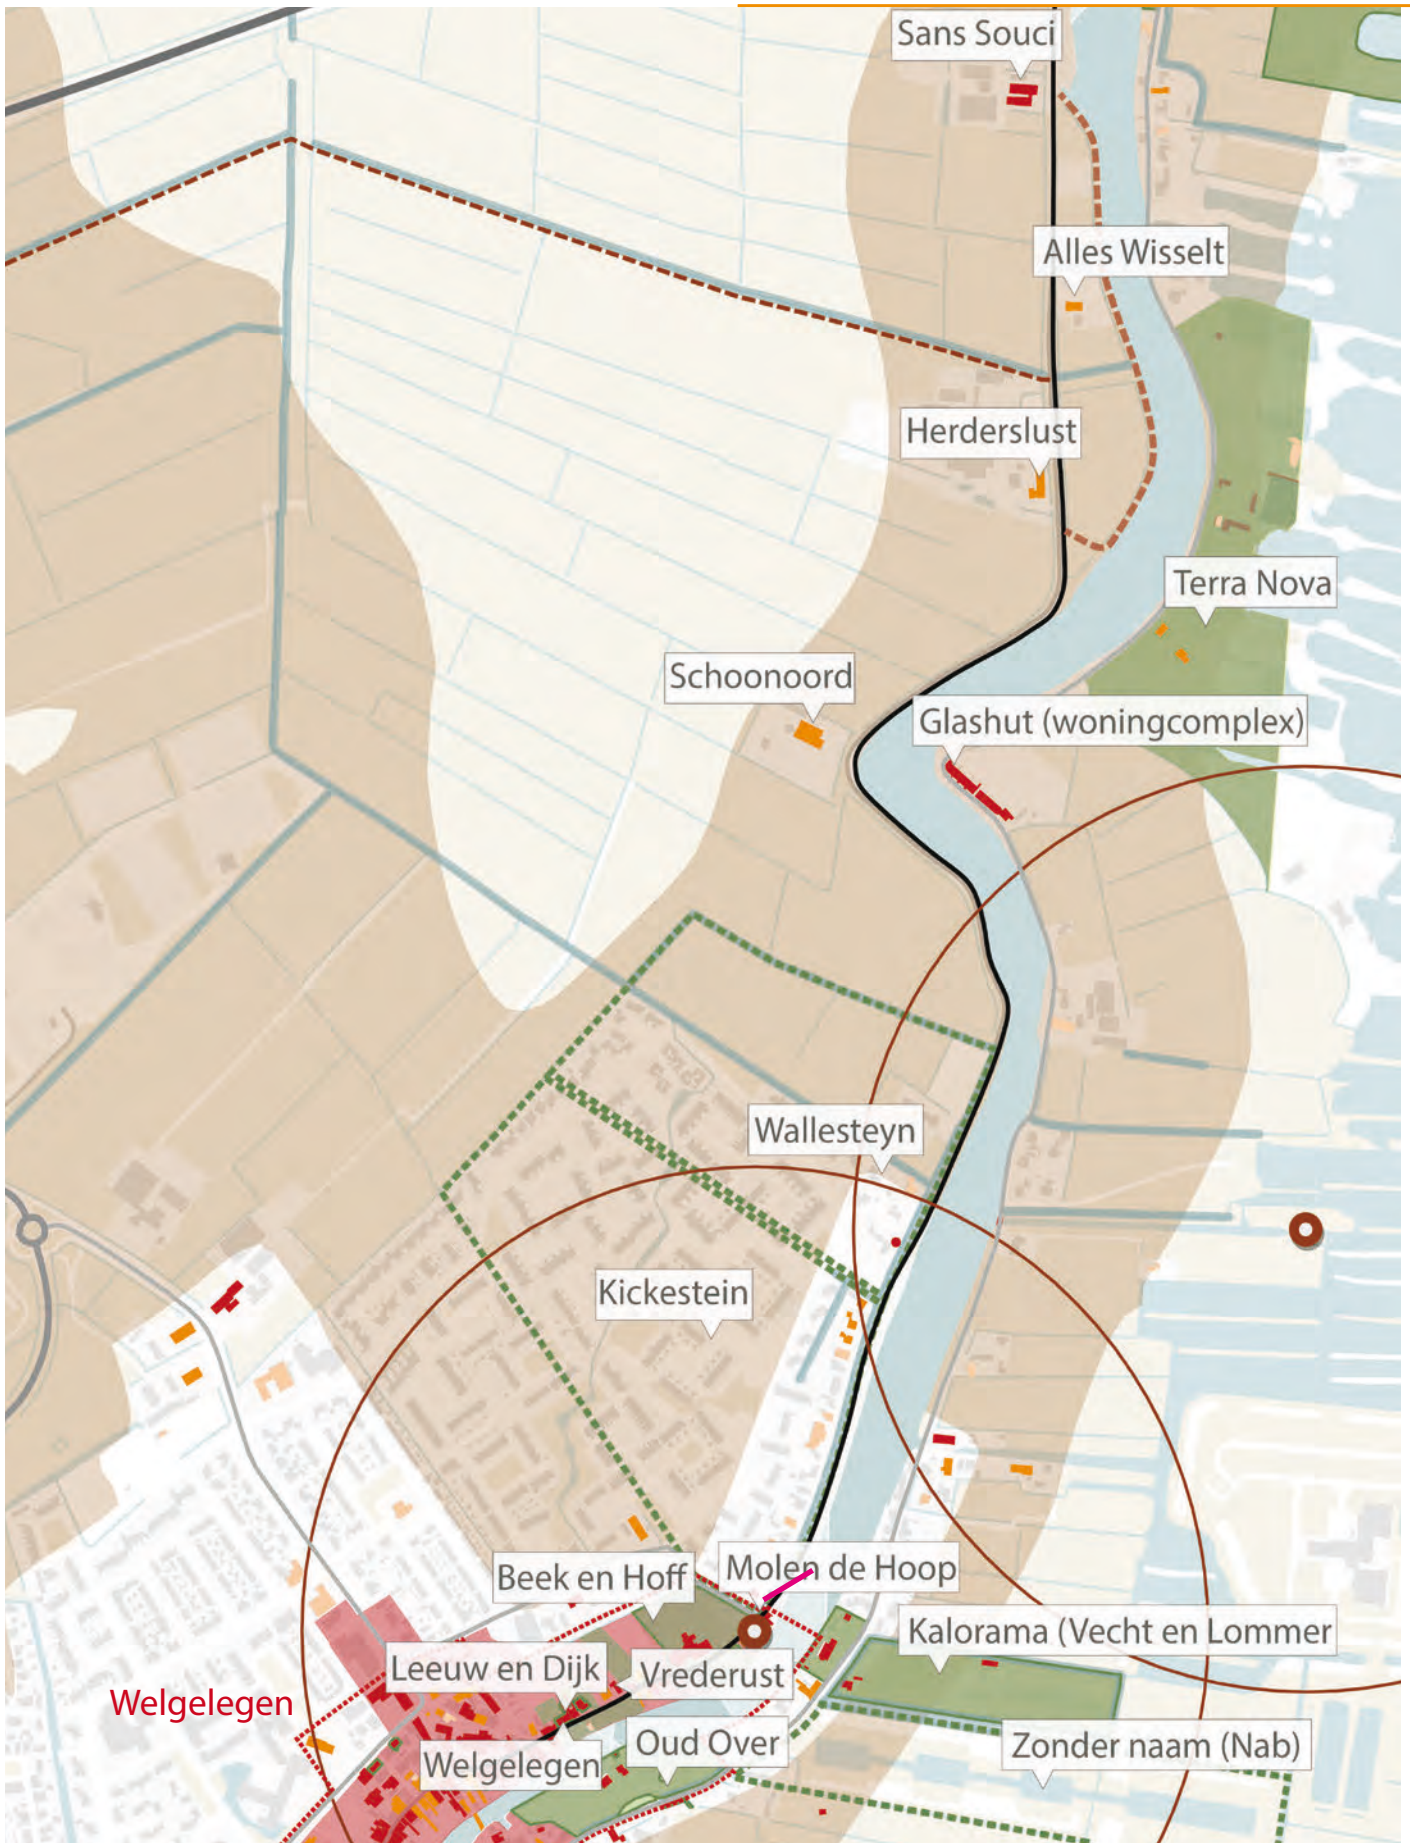 Sans Souci
Alles Wisselt
Herderslust
Terra Nova
Schoonoord
Glashut (woningcomplex)
Wallesteyn
Kickestein
Beek en Hoff
Molen de Hoop
Kalorama (Vecht en Lommer
Leeuw en Dijk
Vrederust
Welgelegen
Oud Over
Zonder naam (Nab)
Welgelegen